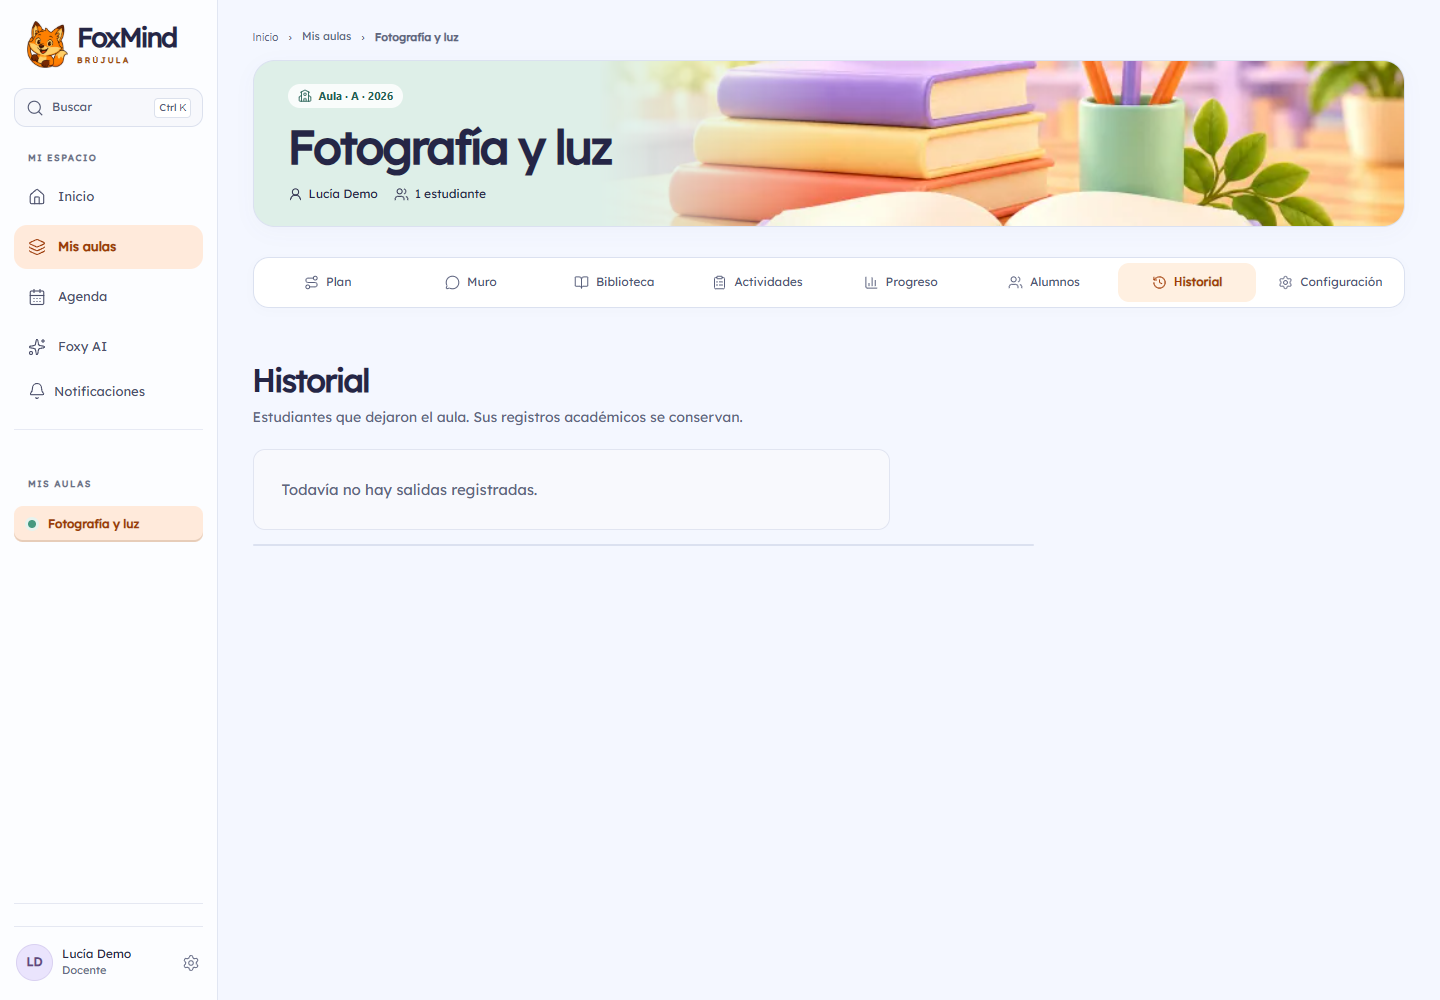 FoxMind
BRÚJULA
Buscar
Ctrl K
MI ESPACIO
Inicio
Mis aulas
Agenda
Foxy AI
Notificaciones
MIS AULAS
Fotografía y luz
LD
Lucía Demo
Docente
Inicio › Mis aulas › Fotografía y luz
Aula · A · 2026
Fotografía y luz
Lucía Demo 1 estudiante
Plan Muro Biblioteca Actividades Progreso Alumnos Historial Configuración
Historial
Estudiantes que dejaron el aula. Sus registros académicos se conservan.
Todavía no hay salidas registradas.